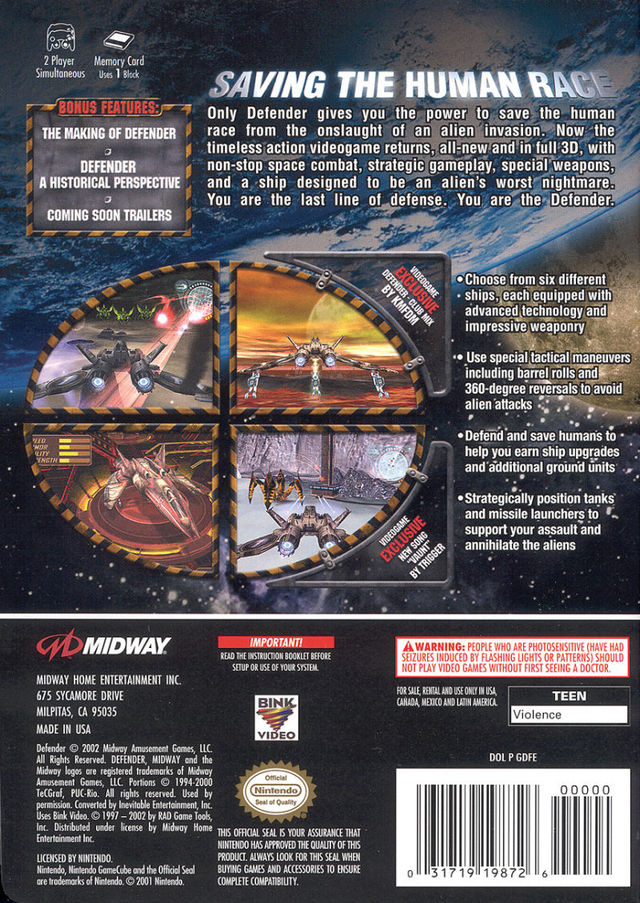 2 Player
Simultaneous
Memory Card
Uses 1 Block
BONUS FEATURES:
THE MAKING OF DEFENDER
DEFENDER
A HISTORICAL PERSPECTIVE
COMING SOON TRAILERS
SAVING THE HUMAN RACE
Only Defender gives you the power to save the human
race from the onslaught of an alien invasion. Now the
timeless action videogame returns, all-new and in full 3D, with
non-stop space combat, strategic gameplay, special weapons,
and a ship designed to be an alien's worst nightmare.
You are the last line of defense. You are the Defender.
VIDEOGAME
EXCLUSIVE
DEFENDER - CLUB MIX
BY KMFDM
• Choose from six different
ships, each equipped with
advanced technology and
impressive weaponry
• Use special tactical maneuvers
including barrel rolls and
360-degree reversals to avoid
alien attacks
• Defend and save humans to
help you earn ship upgrades
and additional ground units
• Strategically position tanks
and missile launchers to
support your assault and
annihilate the aliens
VIDEOGAME
EXCLUSIVE
NEW SONG
"VAUNT"
BY TRIGGER
MIDWAY
MIDWAY HOME ENTERTAINMENT INC.
675 SYCAMORE DRIVE
MILPITAS, CA 95035
MADE IN USA
Defender © 2002 Midway Amusement Games, LLC.
All Rights Reserved. DEFENDER, MIDWAY and the
Midway logos are registered trademarks of Midway
Amusement Games, LLC. Portions © 1994-2000
TeCGraf, PUC-Rio. All rights reserved. Used by
permission. Converted by Inevitable Entertainment, Inc.
Uses Bink Video. © 1997 – 2002 by RAD Game Tools,
Inc. Distributed under license by Midway Home
Entertainment Inc.
LICENSED BY NINTENDO.
Nintendo, Nintendo GameCube and the Official Seal
are trademarks of Nintendo. © 2001 Nintendo.
IMPORTANT!
READ THE INSTRUCTION BOOKLET BEFORE
SETUP OR USE OF YOUR SYSTEM.
BINK
VIDEO
Official
Nintendo
Seal of Quality
THIS OFFICIAL SEAL IS YOUR ASSURANCE THAT
NINTENDO HAS APPROVED THE QUALITY OF THIS
PRODUCT. ALWAYS LOOK FOR THIS SEAL WHEN
BUYING GAMES AND ACCESSORIES TO ENSURE
COMPLETE COMPATIBILITY.
WARNING: PEOPLE WHO ARE PHOTOSENSITIVE (HAVE HAD
SEIZURES INDUCED BY FLASHING LIGHTS OR PATTERNS) SHOULD
NOT PLAY VIDEO GAMES WITHOUT FIRST SEEING A DOCTOR.
FOR SALE, RENTAL AND USE ONLY IN USA,
CANADA, MEXICO AND LATIN AMERICA.
TEEN
Violence
DOL P GDFE
00000
0 31719 19872 6